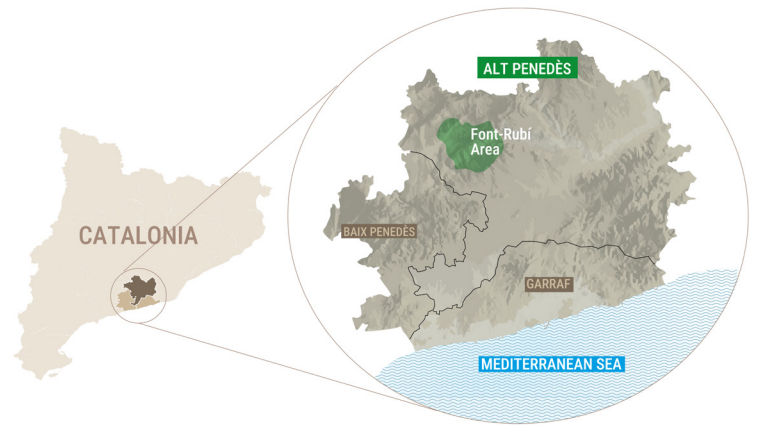 CATALONIA
ALT PENEDÈS
Font-Rubí
Area
BAIX PENEDÈS
GARRAF
MEDITERRANEAN SEA